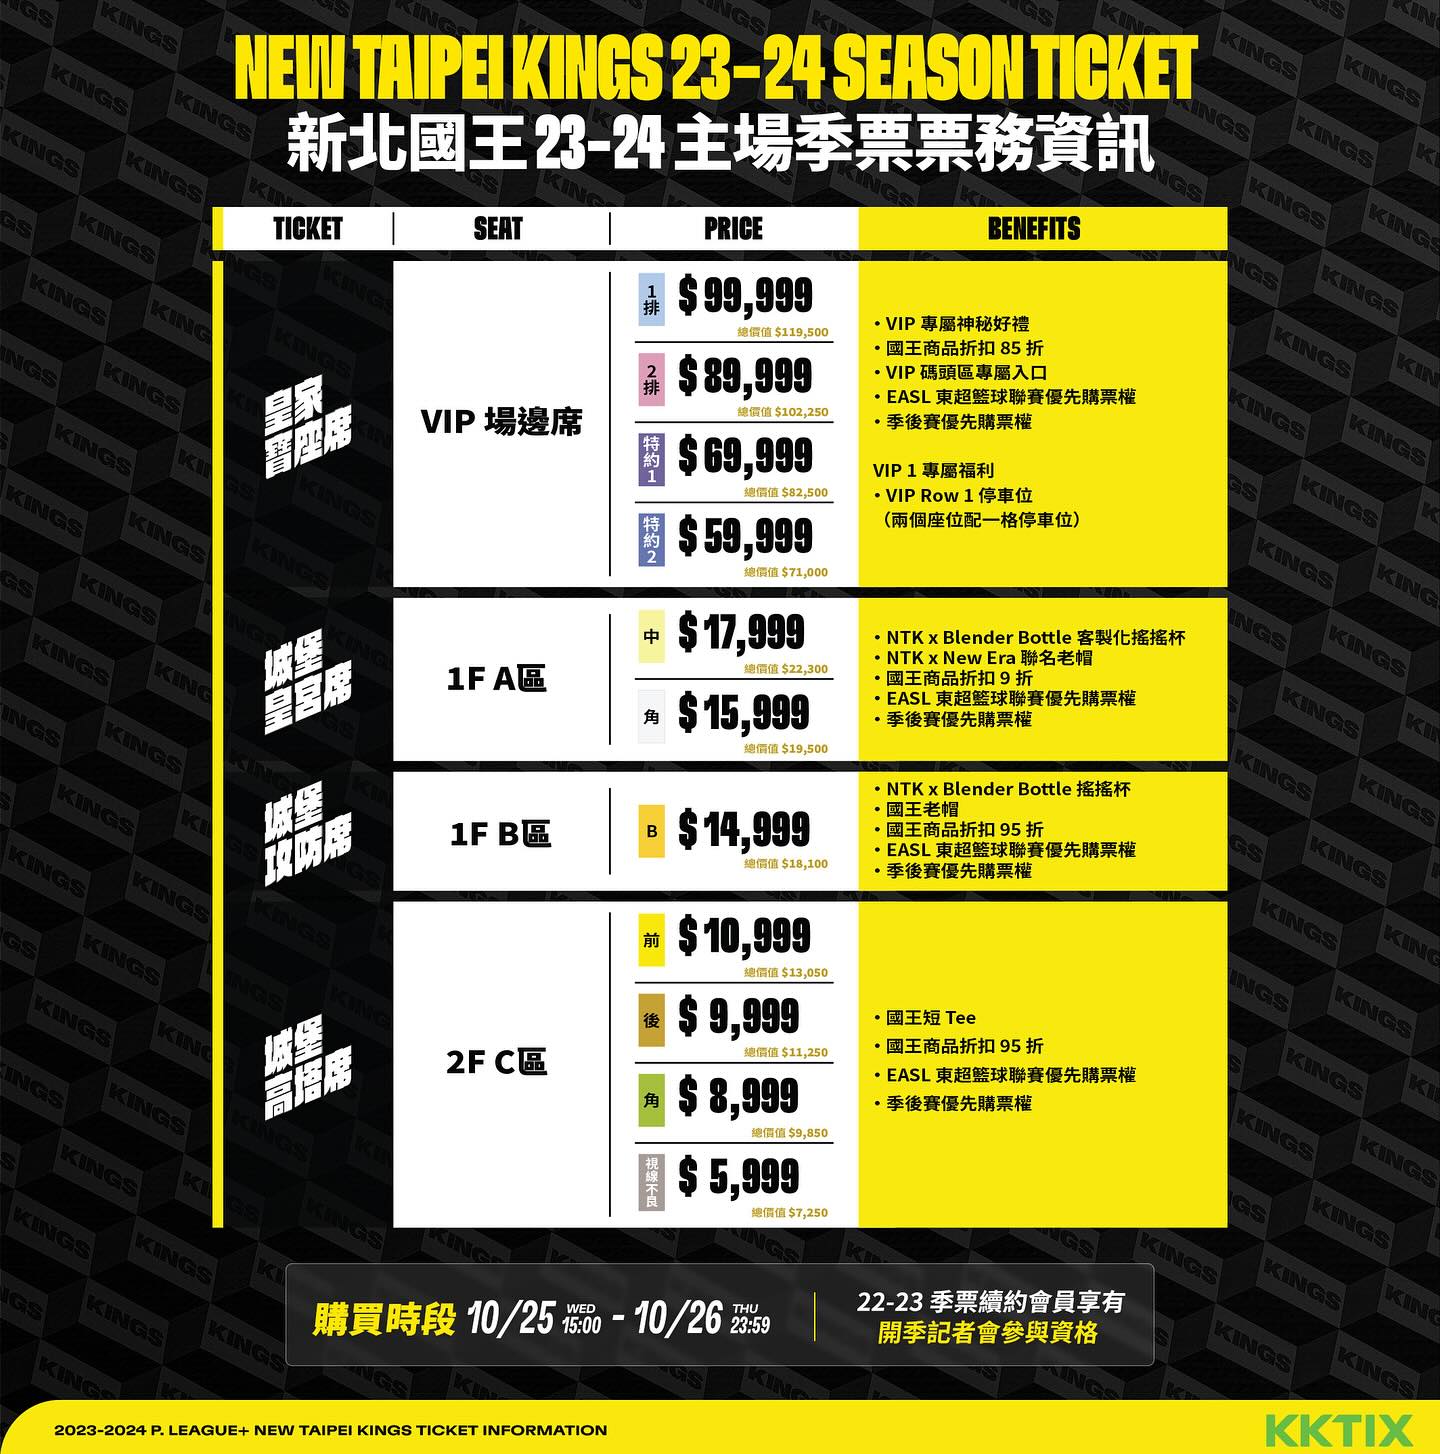 NEW TAIPEI KINGS 23-24 SEASON TICKET
新北國王 23-24 主場季票票務資訊
TICKET
SEAT
PRICE
BENEFITS
皇家
寶座席
VIP 場邊席
1排
$ 99,999
總價值 $119,500
2排
$ 89,999
總價值 $102,250
特約1
$ 69,999
總價值 $82,500
特約2
$ 59,999
總價值 $71,000
・VIP 專屬神秘好禮
・國王商品折扣 85 折
・VIP 碼頭區專屬入口
・EASL 東超籃球聯賽優先購票權
・季後賽優先購票權
VIP 1 專屬福利
・VIP Row 1 停車位
（兩個座位配一格停車位）
城堡
皇宮席
1F A區
中
$ 17,999
總價值 $22,300
角
$ 15,999
總價值 $19,500
・NTK x Blender Bottle 客製化搖搖杯
・NTK x New Era 聯名老帽
・國王商品折扣 9 折
・EASL 東超籃球聯賽優先購票權
・季後賽優先購票權
城堡
攻防席
1F B區
B
$ 14,999
總價值 $18,100
・NTK x Blender Bottle 搖搖杯
・國王老帽
・國王商品折扣 95 折
・EASL 東超籃球聯賽優先購票權
・季後賽優先購票權
城堡
高捂席
2F C區
前
$ 10,999
總價值 $13,050
後
$ 9,999
總價值 $11,250
角
$ 8,999
總價值 $9,850
視線不良
$ 5,999
總價值 $7,250
・國王短 Tee
・國王商品折扣 95 折
・EASL 東超籃球聯賽優先購票權
・季後賽優先購票權
購買時段 10/25 WED 15:00 - 10/26 THU 23:59
22-23 季票續約會員享有
開季記者會參與資格
2023-2024 P. LEAGUE+ NEW TAIPEI KINGS TICKET INFORMATION
KKTIX